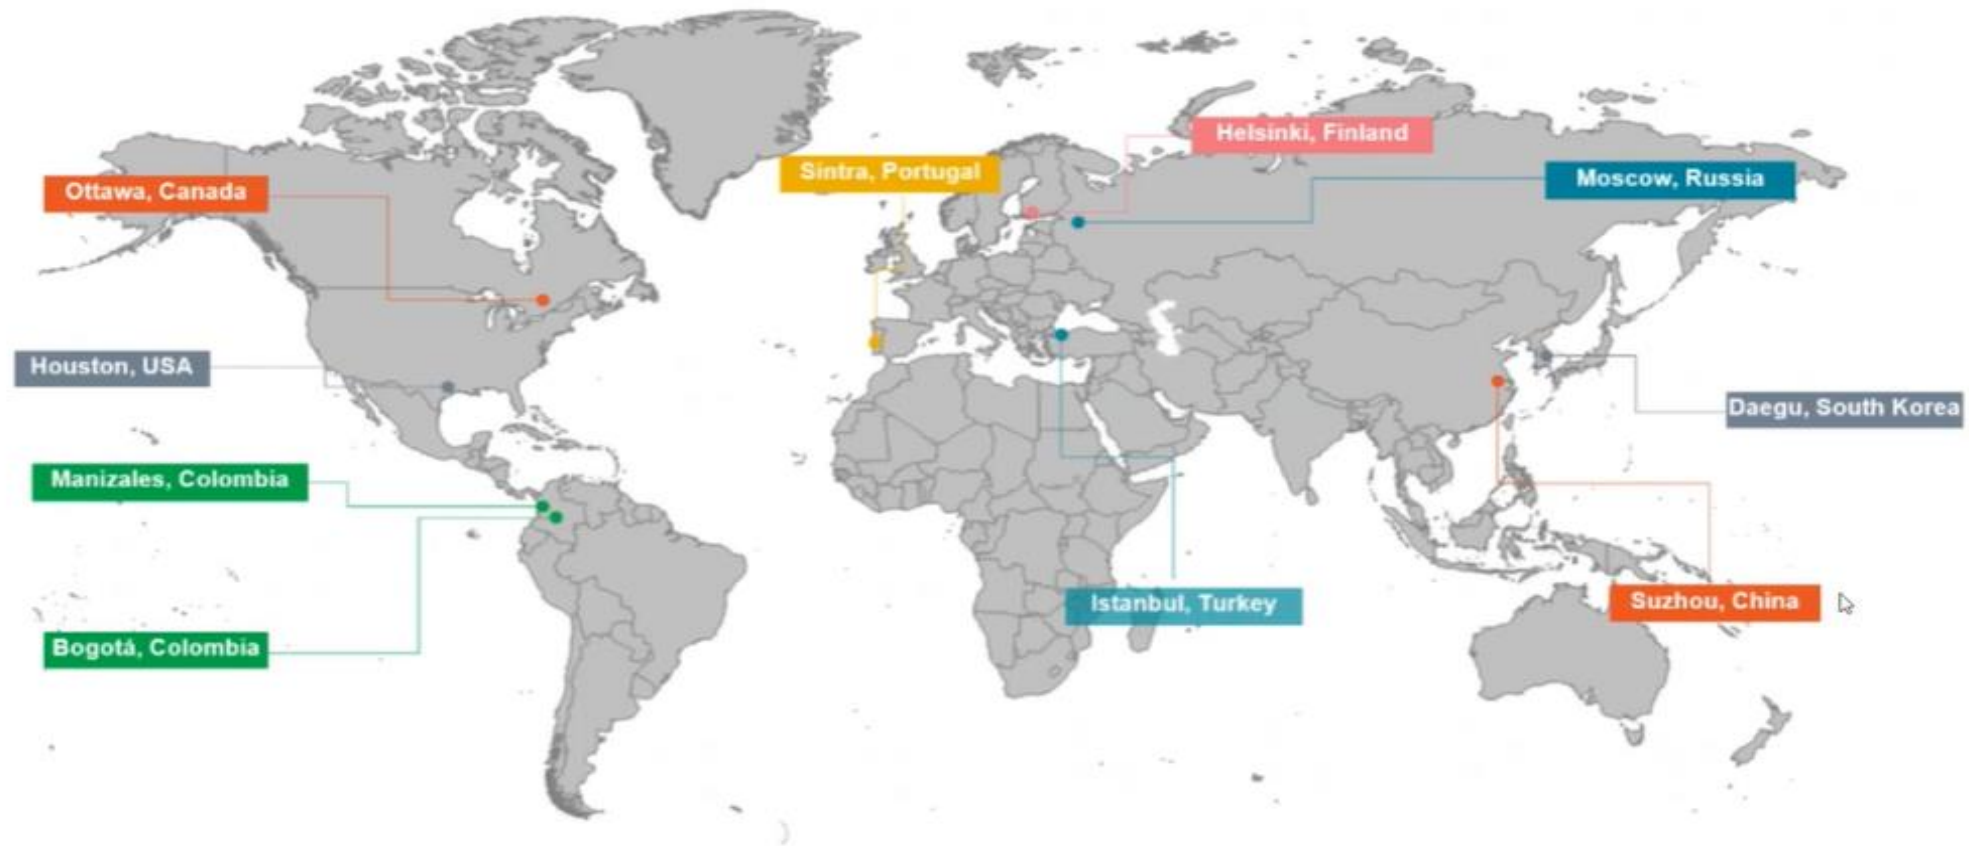 Helsinki, Finland
Sintra, Portugal
Moscow, Russia
Ottawa, Canada
Houston, USA
Daegu, South Korea
Manizales, Colombia
Istanbul, Turkey
Suzhou, China
Bogotá, Colombia